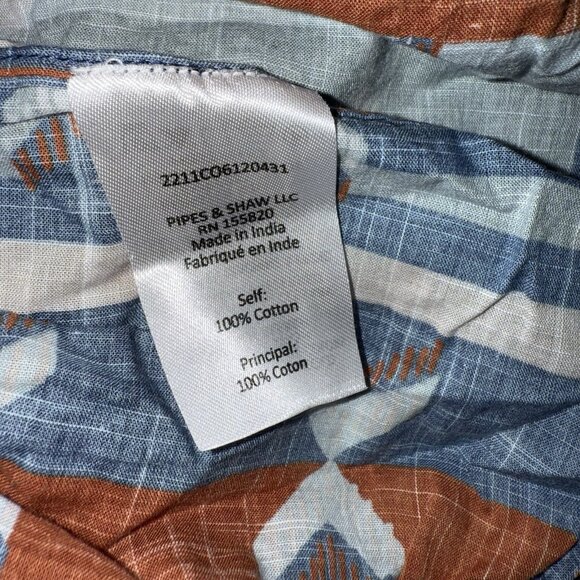 2211CO6120431
PIPES & SHAW LLC
RN 155820
Made in India
Fabriqué en Inde
Self:
100% Cotton
Principal:
100% Coton